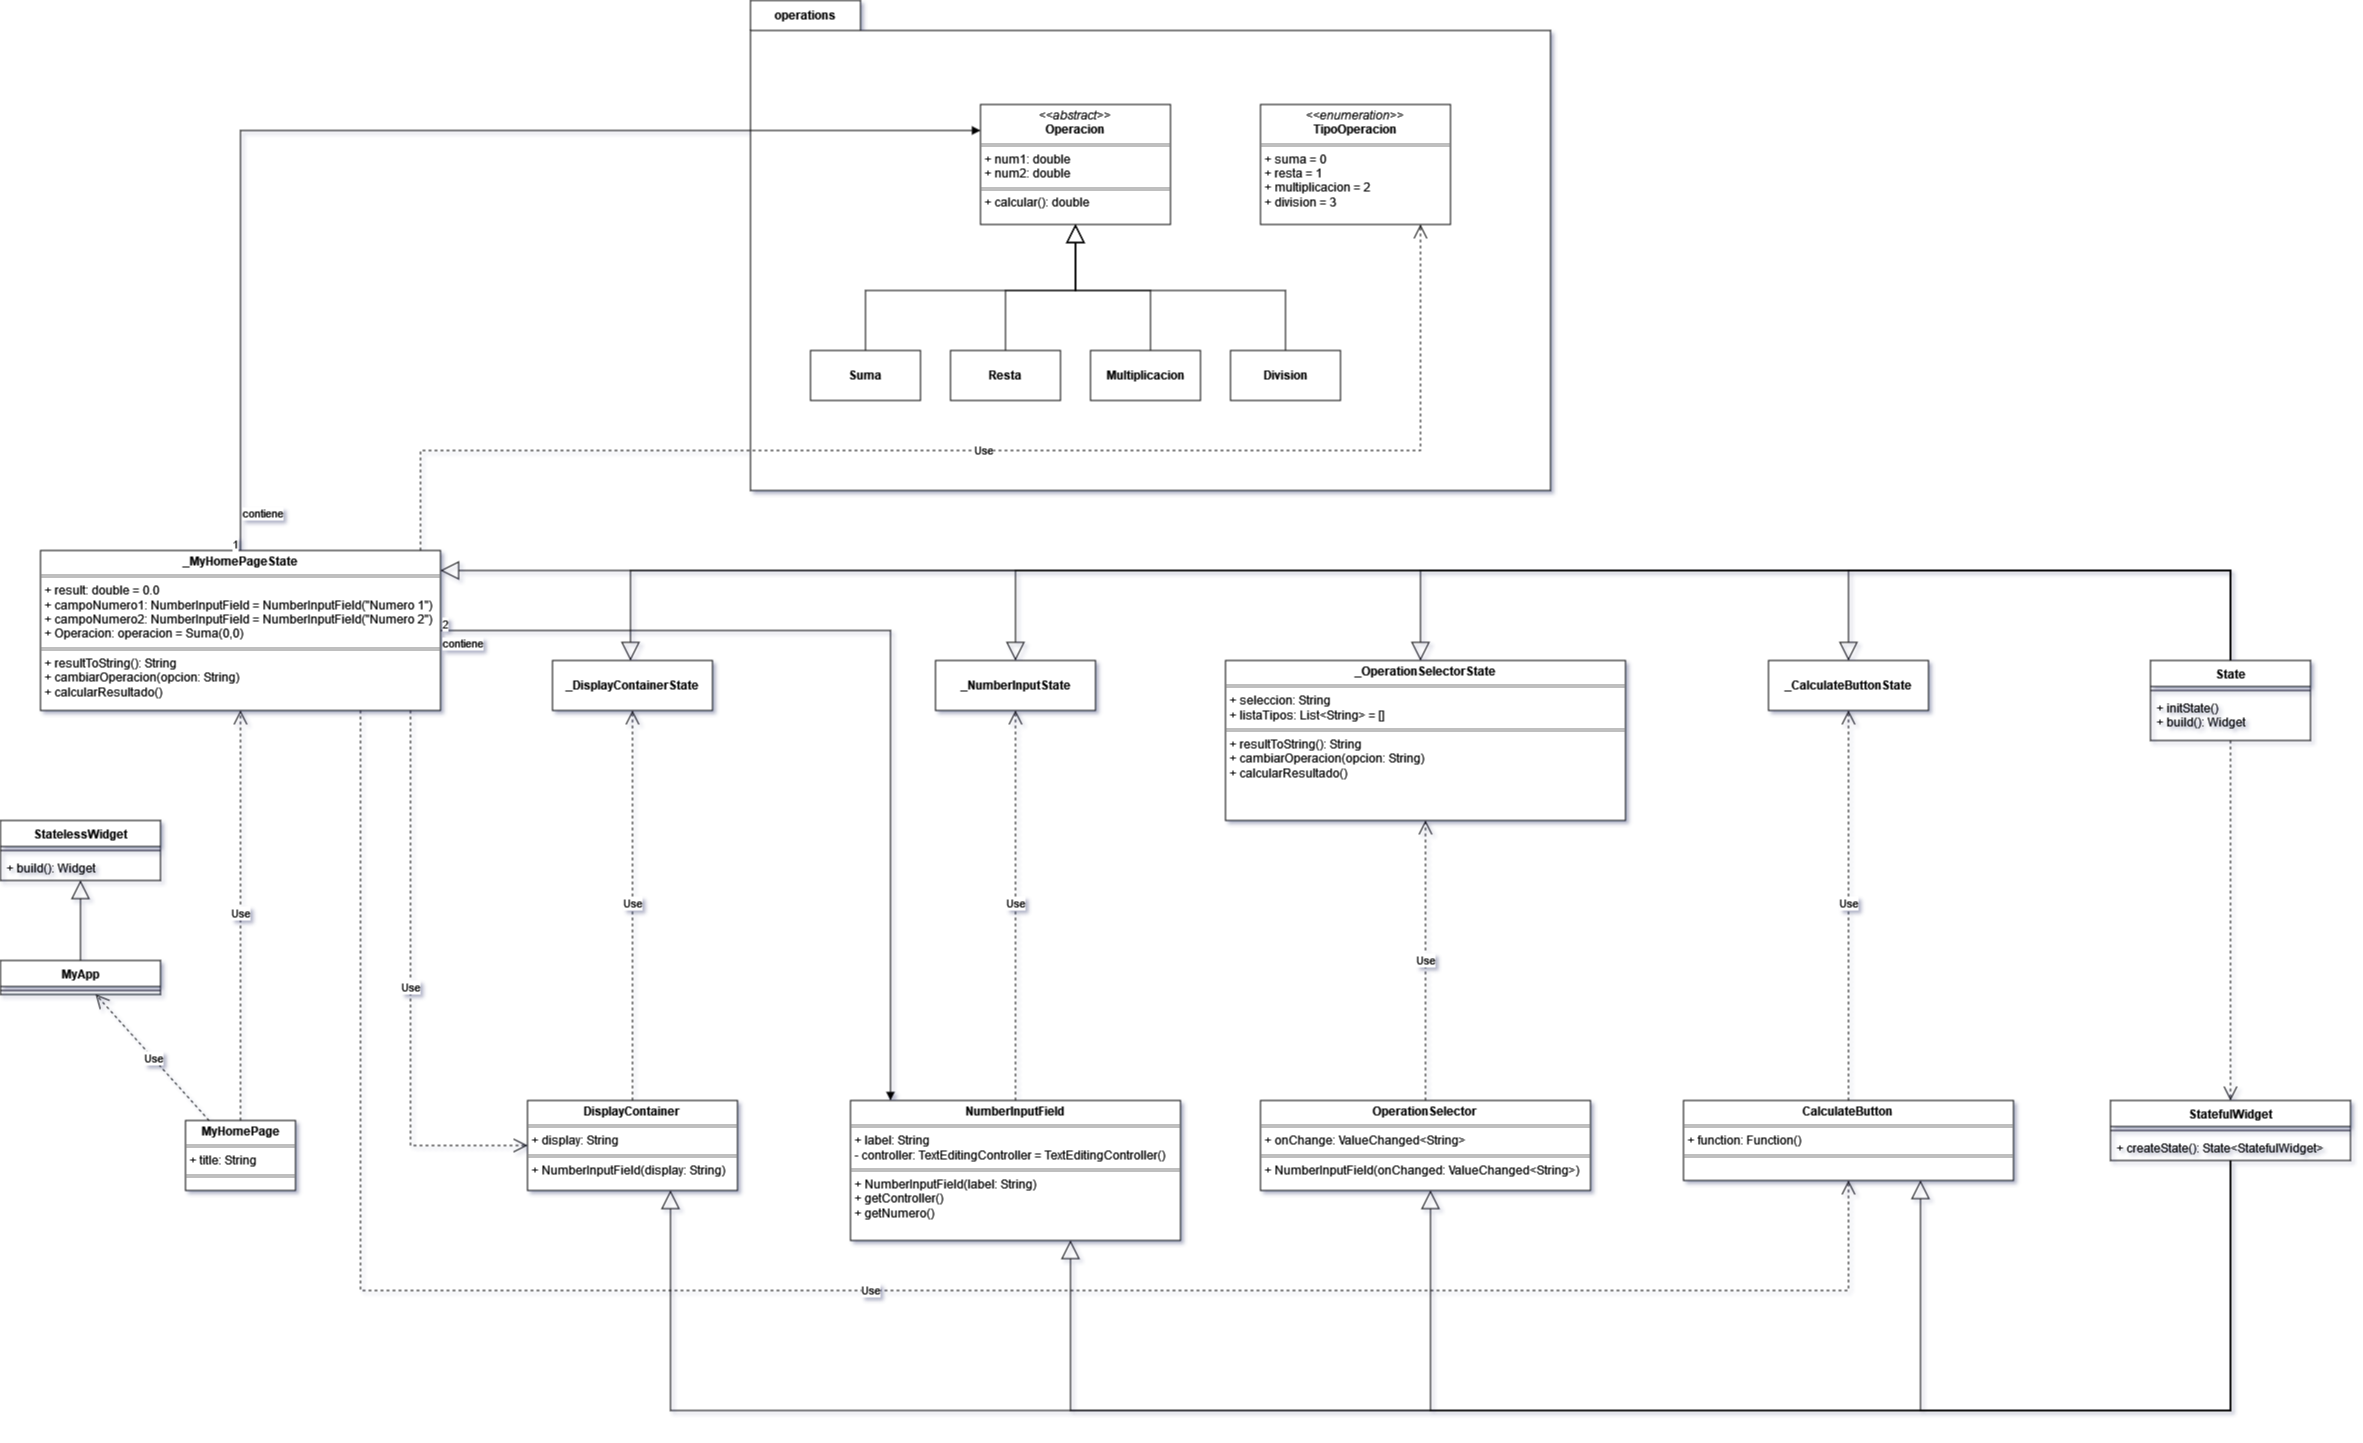 operations
<<abstract>>
Operacion
+ num1: double
+ num2: double
+ calcular(): double
<<enumeration>>
TipoOperacion
+ suma = 0
+ resta = 1
+ multiplicacion = 2
+ division = 3
Suma
Resta
Multiplicacion
Division
Use
contiene
1
_MyHomePageState
+ result: double = 0.0
+ campoNumero1: NumberInputField = NumberInputField("Numero 1")
+ campoNumero2: NumberInputField = NumberInputField("Numero 2")
+ Operacion: operacion = Suma(0,0)
+ resultToString(): String
+ cambiarOperacion(opcion: String)
+ calcularResultado()
2
contiene
_DisplayContainerState
_NumberInputState
_OperationSelectorState
+ seleccion: String
+ listaTipos: List<String> = []
+ resultToString(): String
+ cambiarOperacion(opcion: String)
+ calcularResultado()
_CalculateButtonState
State
+ initState()
+ build(): Widget
StatelessWidget
+ build(): Widget
MyApp
Use
Use
Use
Use
Use
Use
Use
MyHomePage
+ title: String
DisplayContainer
+ display: String
+ NumberInputField(display: String)
NumberInputField
+ label: String
- controller: TextEditingController = TextEditingController()
+ NumberInputField(label: String)
+ getController()
+ getNumero()
OperationSelector
+ onChange: ValueChanged<String>
+ NumberInputField(onChanged: ValueChanged<String>)
CalculateButton
+ function: Function()
StatefulWidget
+ createState(): State<StatefulWidget>
Use